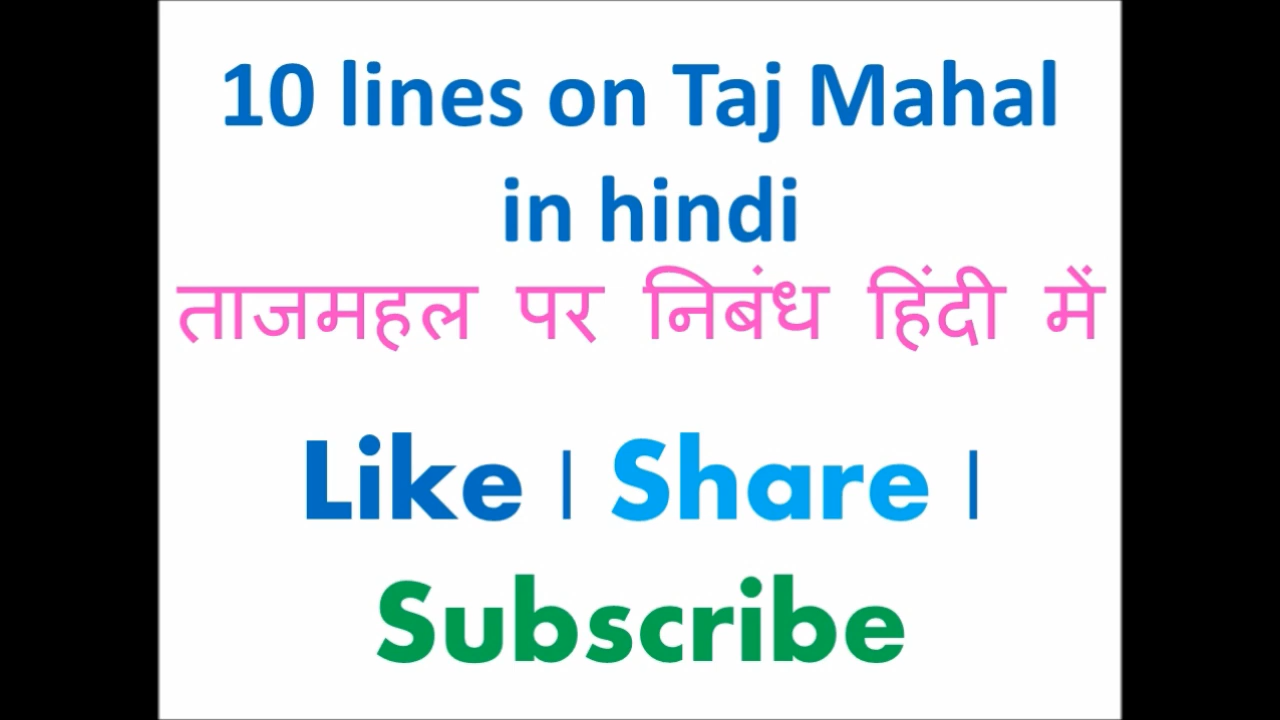 10 lines on Taj Mahal
in hindi
ताजमहल पर निबंध हिंदी में
Like | Share |
Subscribe